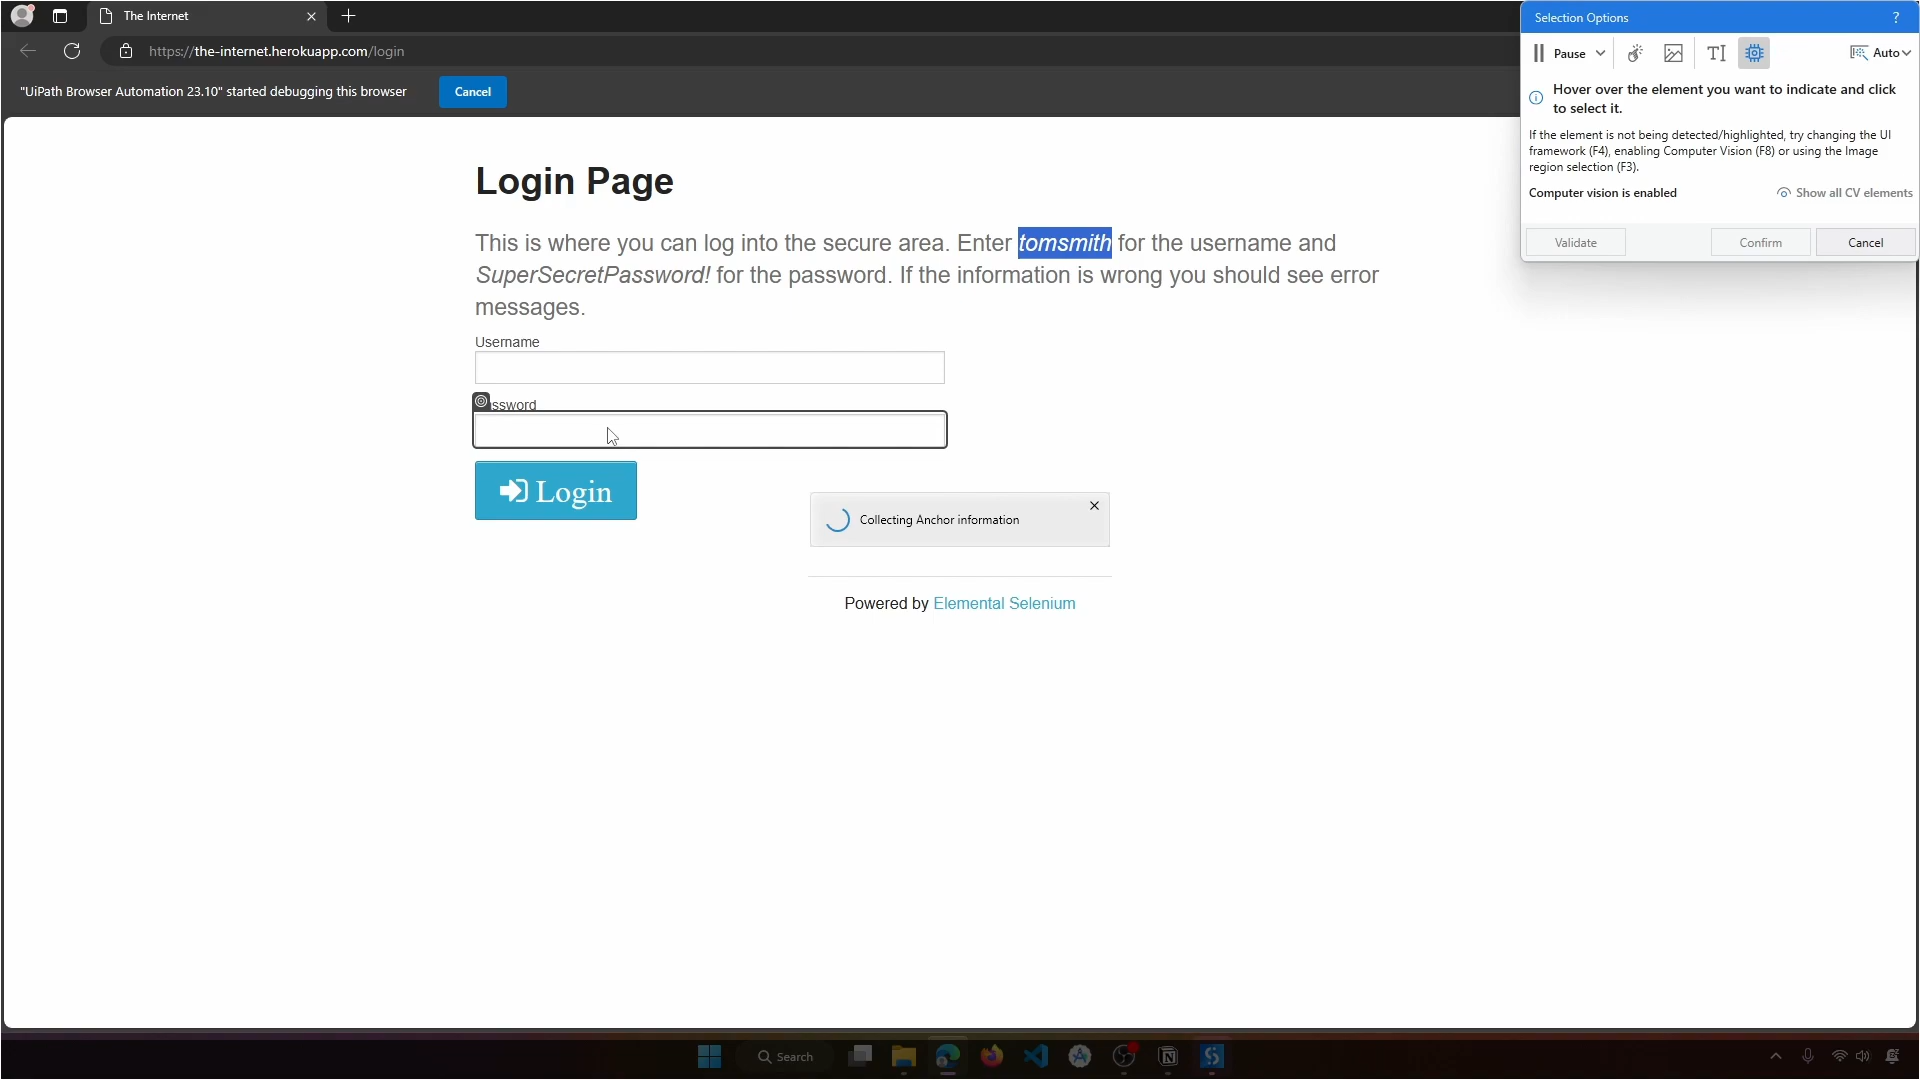 The Internet
https://the-internet.herokuapp.com/login
"UiPath Browser Automation 23.10" started debugging this browser
Cancel
Selection Options
?
Pause
Auto
Hover over the element you want to indicate and click
to select it.
If the element is not being detected/highlighted, try changing the UI
framework (F4), enabling Computer Vision (F8) or using the Image
region selection (F3).
Computer vision is enabled
Show all CV elements
Validate
Confirm
Cancel
Login Page
This is where you can log into the secure area. Enter tomsmith for the username and
SuperSecretPassword! for the password. If the information is wrong you should see error
messages.
Username
ssword
Login
Collecting Anchor information
Powered by Elemental Selenium
Search